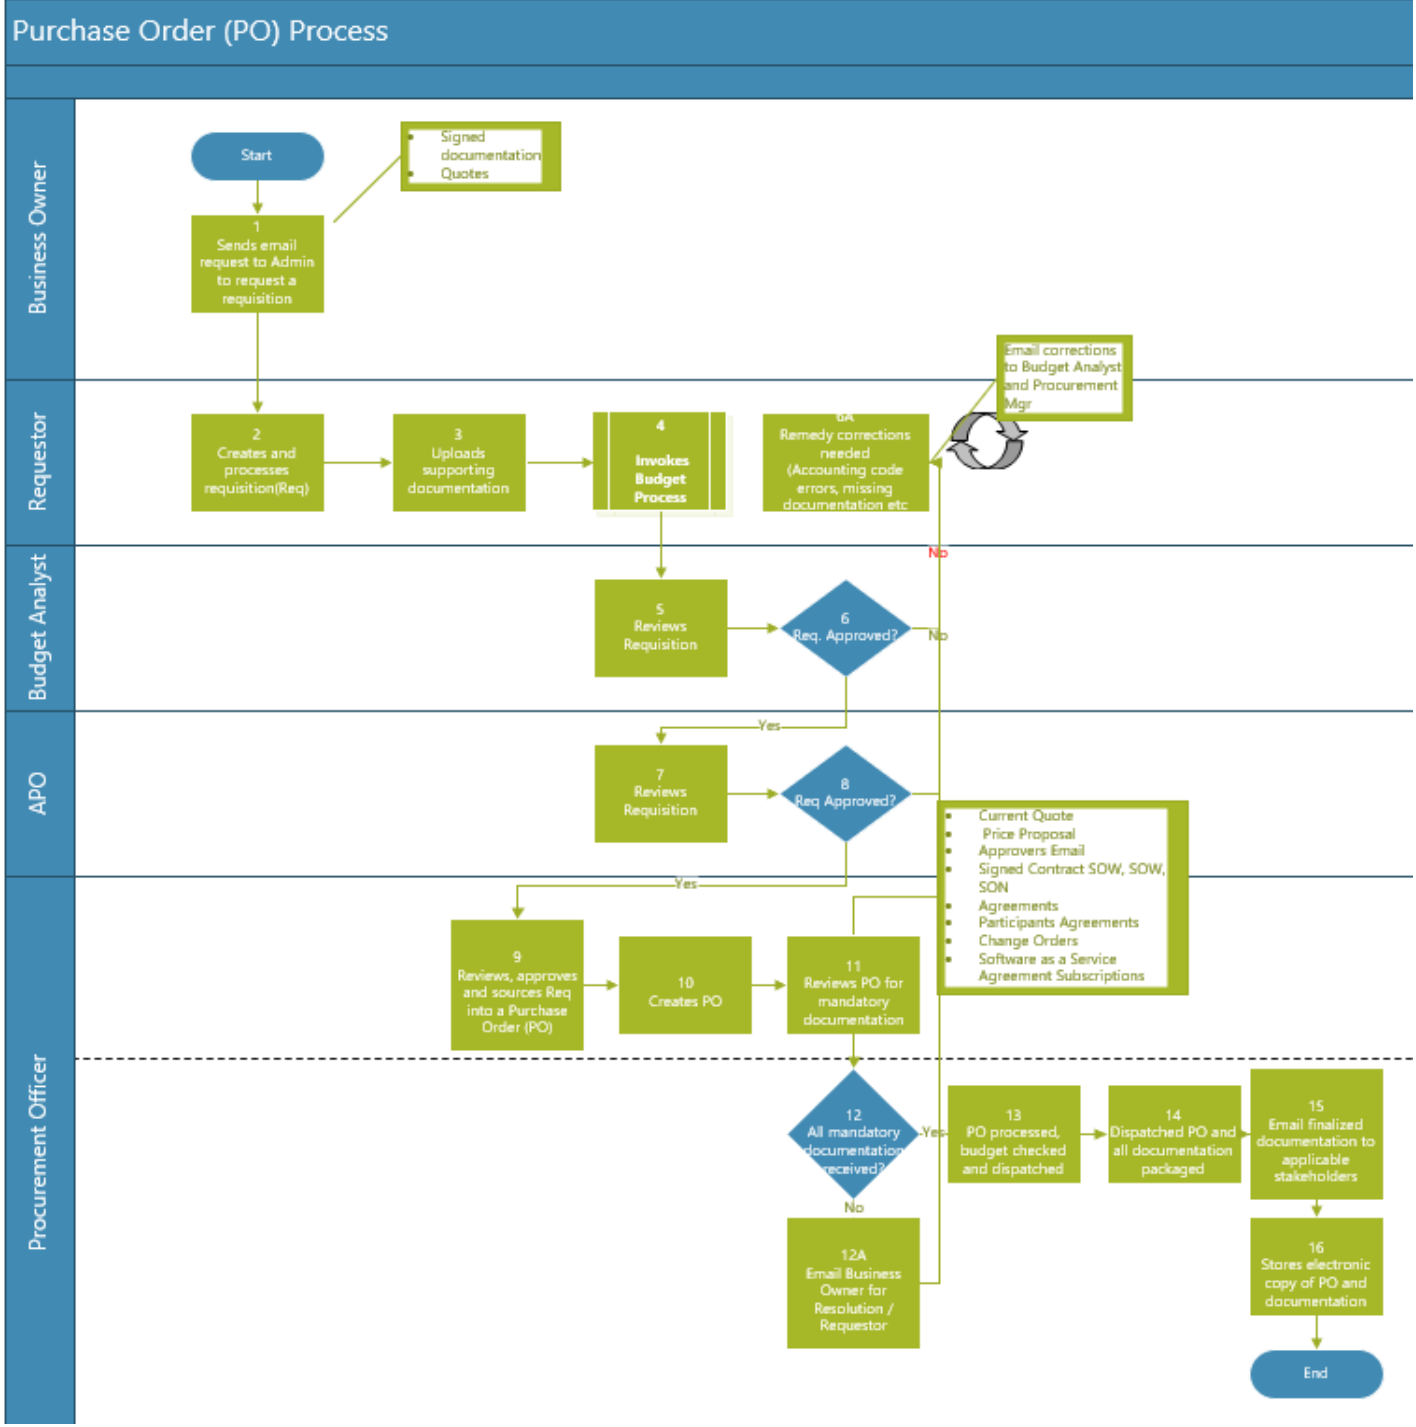 Purchase Order (PO) Process
Business Owner
Start
Signed
documentation
Quotes
1
Sends email
request to Admin
to request a
requisition
Email corrections
to Budget Analyst
and Procurement
Mgr
Requestor
2
Creates and
processes
requisition(Req)
3
Uploads
supporting
documentation
4
Invokes
Budget
Process
6A
Remedy corrections
needed
(Accounting code
errors, missing
documentation etc
No
Budget Analyst
5
Reviews
Requisition
6
Req. Approved?
No
Yes
APO
7
Reviews
Requisition
8
Req Approved?
Yes
Current Quote
Price Proposal
Approvers Email
Signed Contract SOW, SOW,
SON
Agreements
Participants Agreements
Change Orders
Software as a Service
Agreement Subscriptions
Procurement Officer
9
Reviews, approves
and sources Req
into a Purchase
Order (PO)
10
Creates PO
11
Reviews PO for
mandatory
documentation
12
All mandatory
documentation
received?
Yes
13
PO processed,
budget checked
and dispatched
14
Dispatched PO and
all documentation
packaged
15
Email finalized
documentation to
applicable
stakeholders
No
12A
Email Business
Owner for
Resolution /
Requestor
16
Stores electronic
copy of PO and
documentation
End